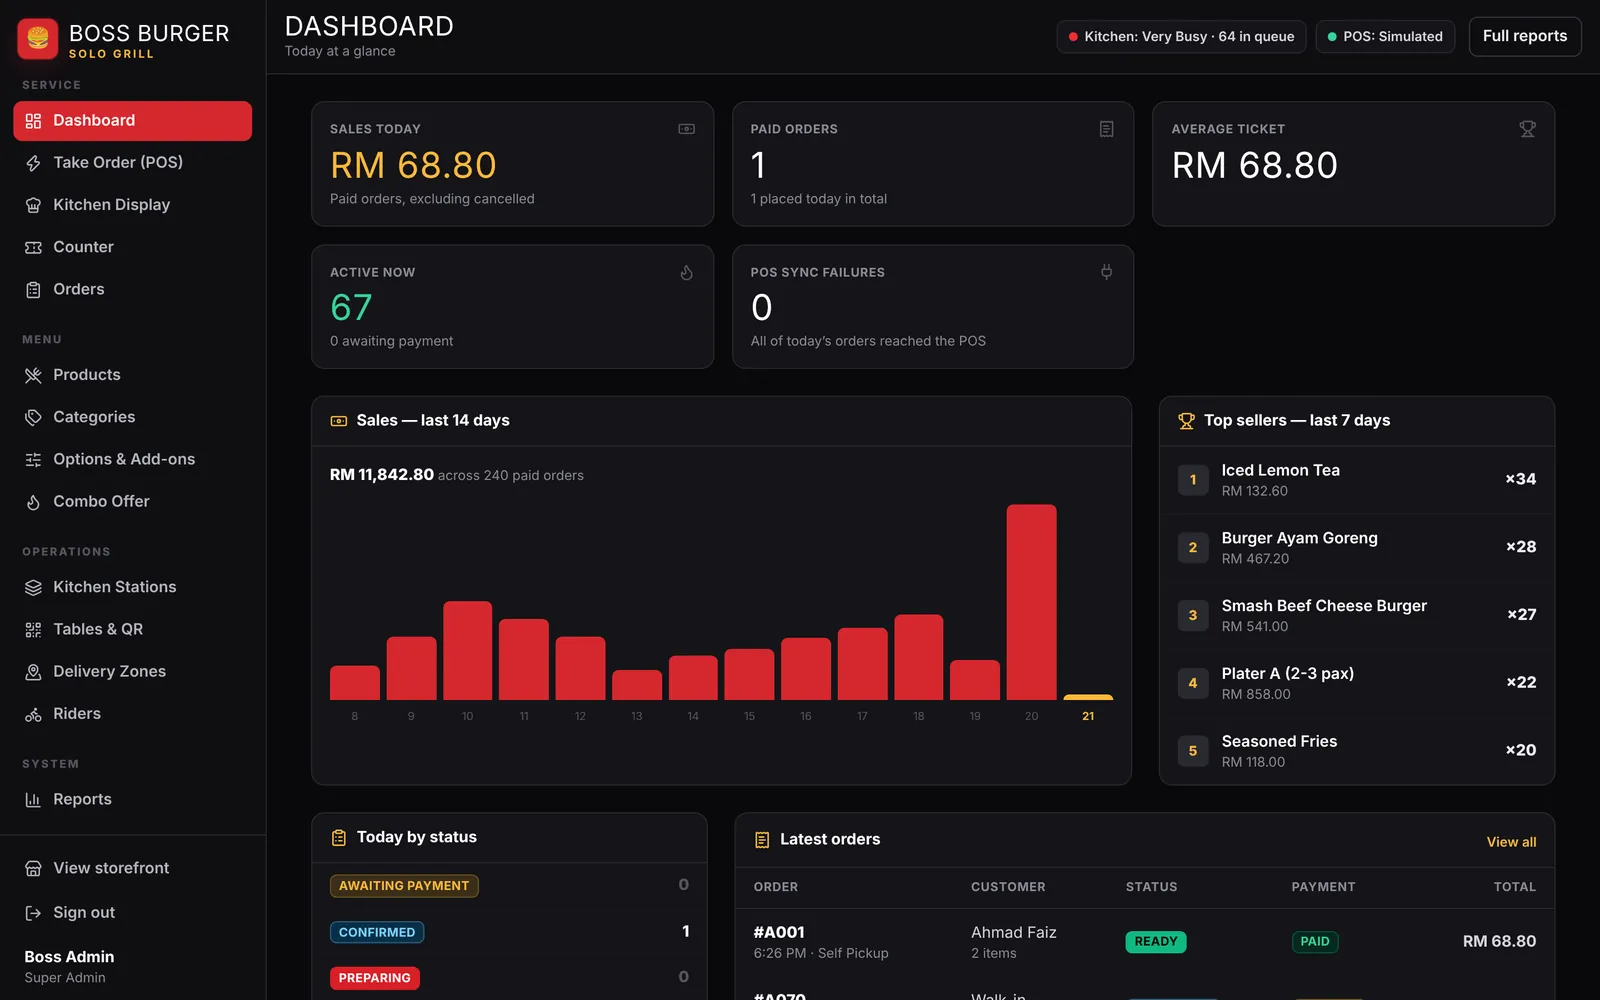 BOSS BURGER
SOLO GRILL
SERVICE
Dashboard
Take Order (POS)
Kitchen Display
Counter
Orders
MENU
Products
Categories
Options & Add-ons
Combo Offer
OPERATIONS
Kitchen Stations
Tables & QR
Delivery Zones
Riders
SYSTEM
Reports
View storefront
Sign out
Boss Admin
Super Admin
DASHBOARD
Today at a glance
Kitchen: Very Busy · 64 in queue
POS: Simulated
Full reports
SALES TODAY
RM 68.80
Paid orders, excluding cancelled
PAID ORDERS
1
1 placed today in total
AVERAGE TICKET
RM 68.80
ACTIVE NOW
67
0 awaiting payment
POS SYNC FAILURES
0
All of today’s orders reached the POS
Sales — last 14 days
RM 11,842.80 across 240 paid orders
8 9 10 11 12 13 14 15 16 17 18 19 20 21
Top sellers — last 7 days
1 Iced Lemon Tea ×34
RM 132.60
2 Burger Ayam Goreng ×28
RM 467.20
3 Smash Beef Cheese Burger ×27
RM 541.00
4 Plater A (2-3 pax) ×22
RM 858.00
5 Seasoned Fries ×20
RM 118.00
Today by status
AWAITING PAYMENT 0
CONFIRMED 1
PREPARING 0
Latest orders
View all
ORDER CUSTOMER STATUS PAYMENT TOTAL
#A001 Ahmad Faiz READY PAID RM 68.80
6:26 PM · Self Pickup 2 items
#A070 Walk-in